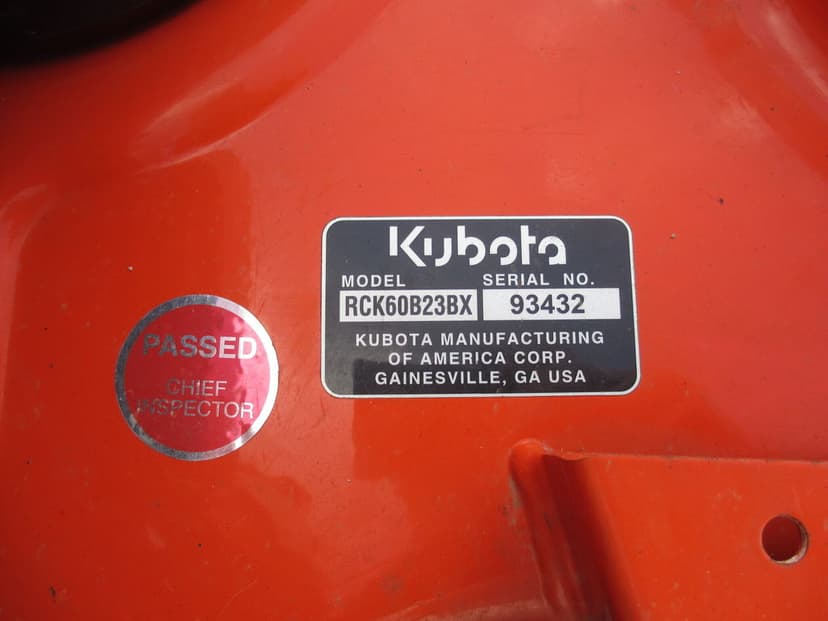 Kubota
MODEL SERIAL NO.
RCK60B23BX 93432
KUBOTA MANUFACTURING
OF AMERICA CORP.
GAINESVILLE, GA USA
PASSED
CHIEF
INSPECTOR